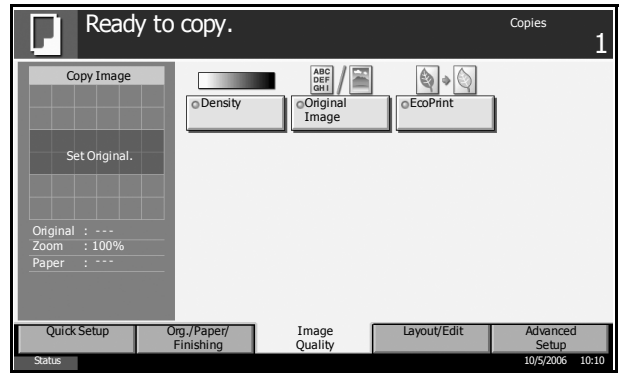 Ready to copy.
Copies
1
Copy Image
Set Original.
Original : ---
Zoom : 100%
Paper : ---
ABC
DEF
GHI
Density
Original
Image
EcoPrint
Quick Setup
Org./Paper/
Finishing
Image
Quality
Layout/Edit
Advanced
Setup
Status
10/5/2006 10:10